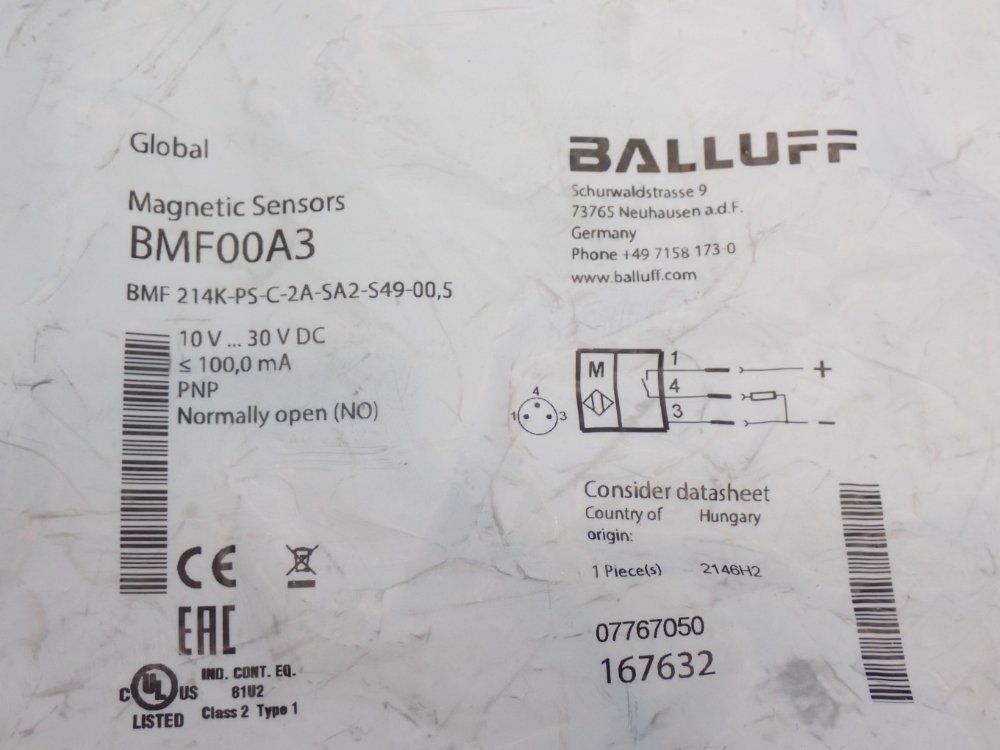 Global
Magnetic Sensors
BMF00A3
BMF 214K-PS-C-2A-SA2-S49-00,5
10 V ... 30 V DC
≤ 100,0 mA
PNP
Normally open (NO)
CE
EAC
C UL US
LISTED
IND. CONT. EQ.
81U2
Class 2 Type 1
BALLUFF
Schurwaldstrasse 9
73765 Neuhausen a.d.F.
Germany
Phone +49 7158 173-0
www.balluff.com
4
1 3
M
1 +
4
3 –
Consider datasheet
Country of origin: Hungary
1 Piece(s) 2146H2
07767050
167632